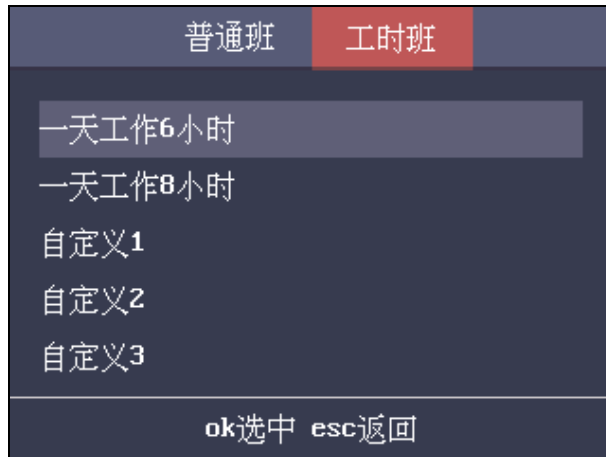 普通班 工时班
一天工作6小时
一天工作8小时
自定义1
自定义2
自定义3
ok选中 esc返回